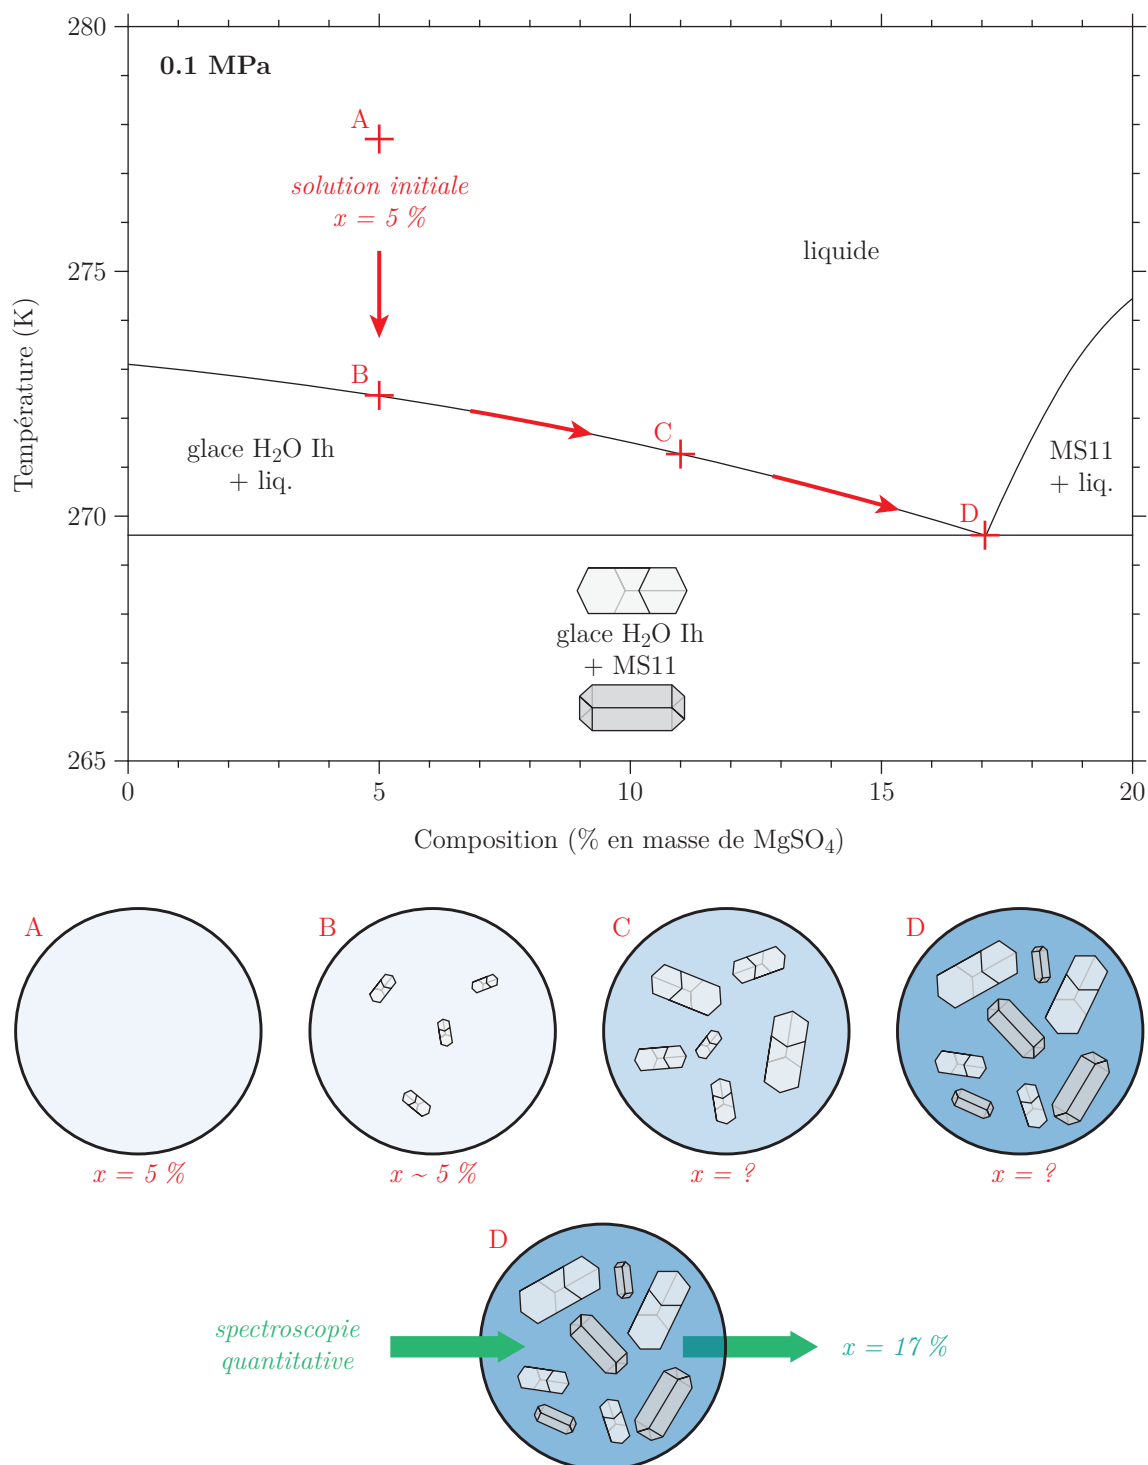 280
0.1 MPa
A
solution initiale
x = 5 %
liquide
275
Température (K)
B
C
glace H₂O Ih
+ liq.
MS11
+ liq.
D
270
glace H₂O Ih
+ MS11
265
0
5
10
15
20
Composition (% en masse de MgSO₄)
A
B
C
D
x = 5 %
x ~ 5 %
x = ?
x = ?
D
spectroscopie
quantitative
x = 17 %